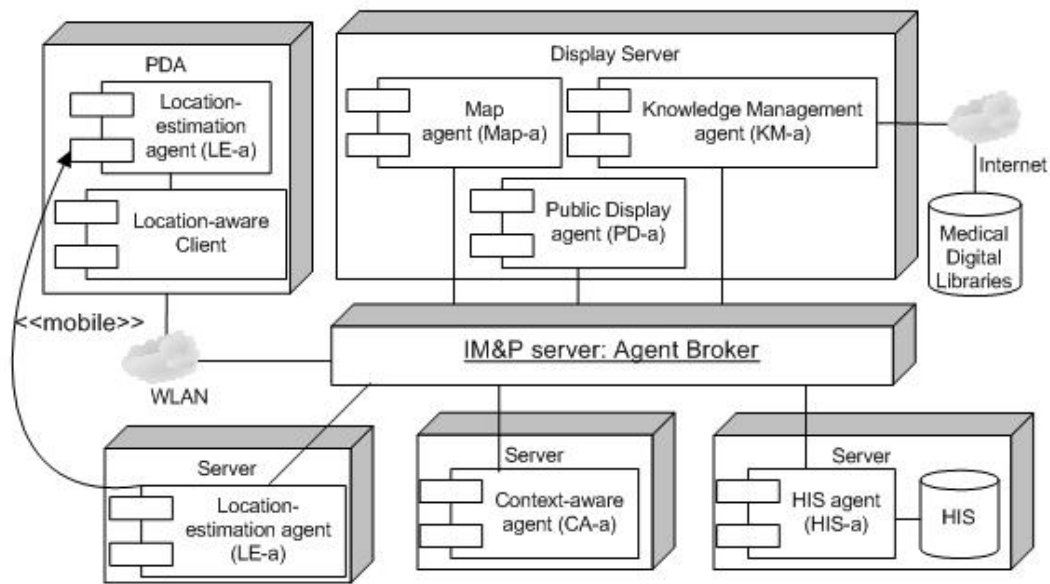 PDA
Location-
estimation
agent (LE-a)
Location-aware
Client
Display Server
Map
agent (Map-a)
Knowledge Management
agent (KM-a)
Public Display
agent (PD-a)
Internet
Medical
Digital
Libraries
<<mobile>>
WLAN
IM&P server: Agent Broker
Server
Location-
estimation agent
(LE-a)
Server
Context-aware
agent (CA-a)
Server
HIS agent
(HIS-a)
HIS